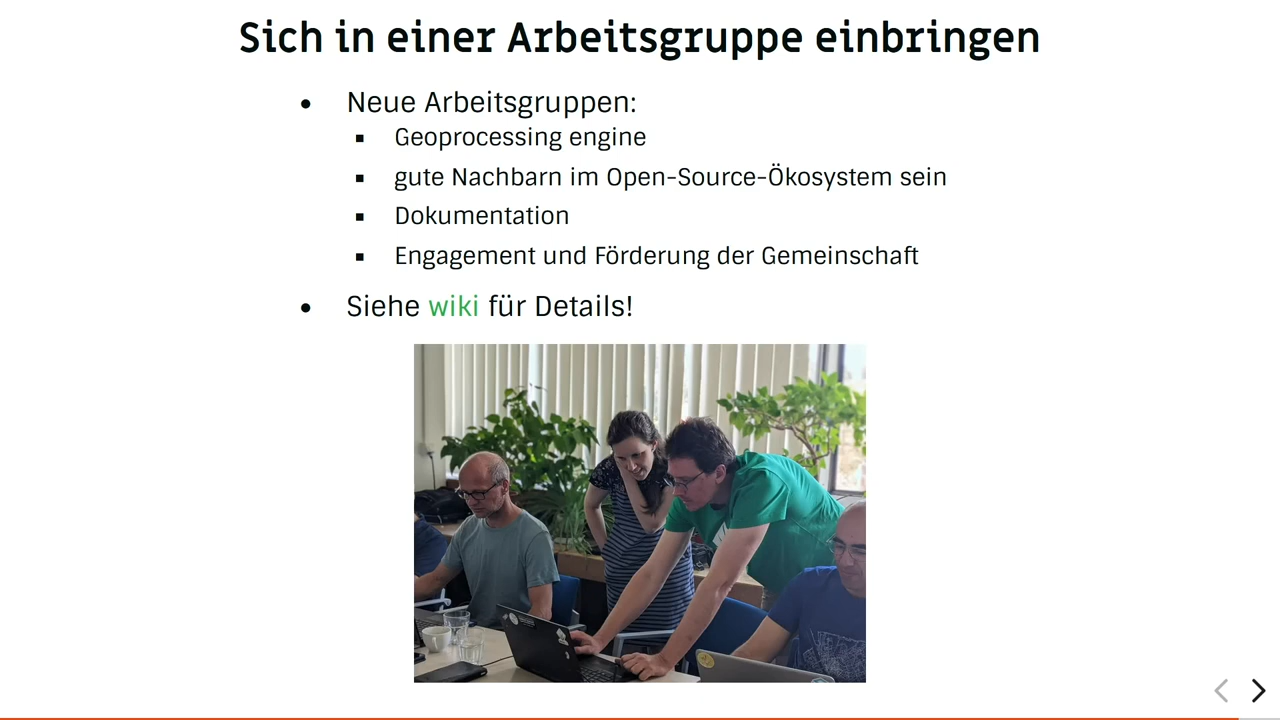 Sich in einer Arbeitsgruppe einbringen
Neue Arbeitsgruppen:
Geoprocessing engine
gute Nachbarn im Open-Source-Ökosystem sein
Dokumentation
Engagement und Förderung der Gemeinschaft
Siehe wiki für Details!